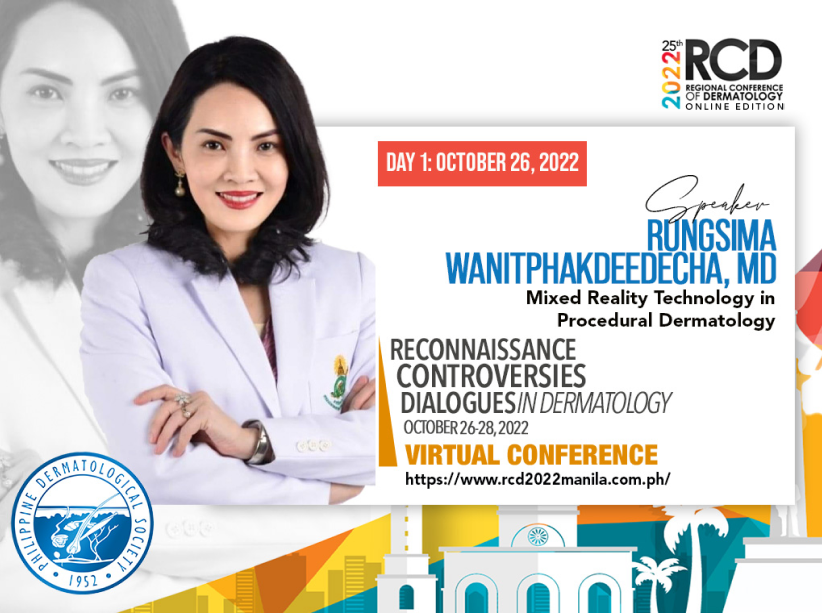 25th
2022
RCD
REGIONAL CONFERENCE
OF DERMATOLOGY
ONLINE EDITION
DAY 1: OCTOBER 26, 2022
Speaker
RUNGSIMA
WANITPHAKDEEDECHA, MD
Mixed Reality Technology in
Procedural Dermatology
RECONNAISSANCE
CONTROVERSIES
DIALOGUES IN DERMATOLOGY
OCTOBER 26-28, 2022
VIRTUAL CONFERENCE
https://www.rcd2022manila.com.ph/
PHILIPPINE DERMATOLOGICAL SOCIETY
• 1952 •